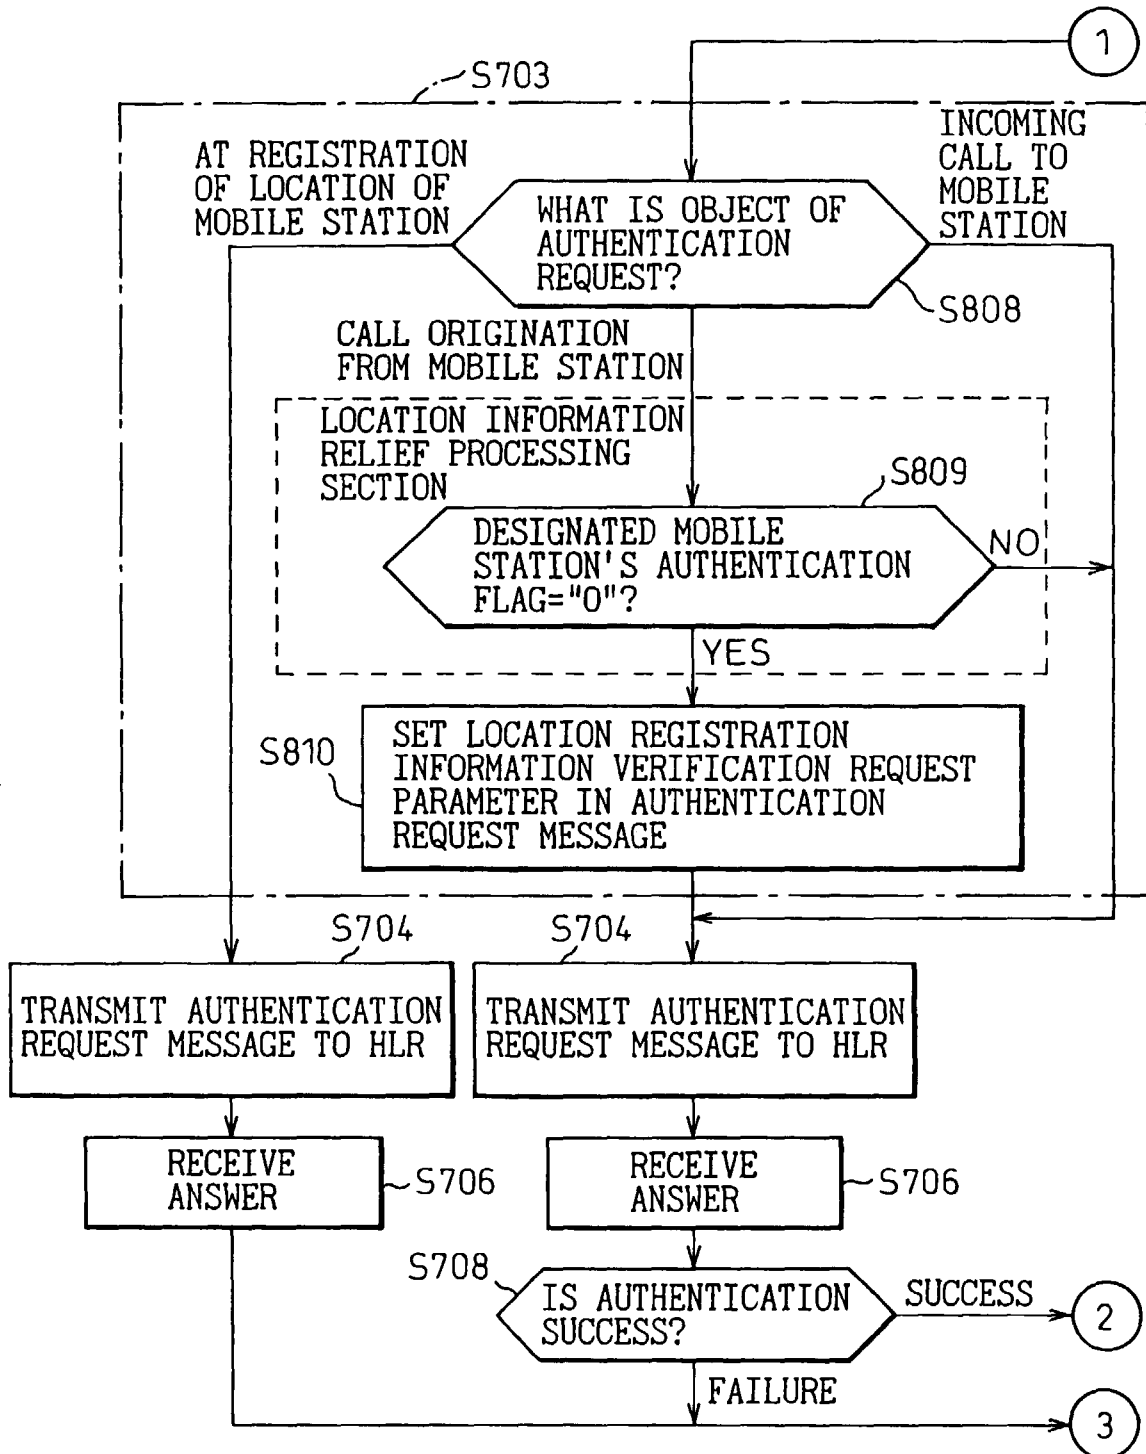 1
S703
AT REGISTRATION
OF LOCATION OF
MOBILE STATION
INCOMING
CALL TO
MOBILE
STATION
WHAT IS OBJECT OF
AUTHENTICATION
REQUEST?
S808
CALL ORIGINATION
FROM MOBILE STATION
LOCATION INFORMATION
RELIEF PROCESSING
SECTION
S809
DESIGNATED MOBILE
STATION'S AUTHENTICATION
FLAG="0"?
NO
YES
S810
SET LOCATION REGISTRATION
INFORMATION VERIFICATION REQUEST
PARAMETER IN AUTHENTICATION
REQUEST MESSAGE
S704
S704
TRANSMIT AUTHENTICATION
REQUEST MESSAGE TO HLR
TRANSMIT AUTHENTICATION
REQUEST MESSAGE TO HLR
RECEIVE
ANSWER
S706
RECEIVE
ANSWER
S706
S708
IS AUTHENTICATION
SUCCESS?
SUCCESS
2
FAILURE
3